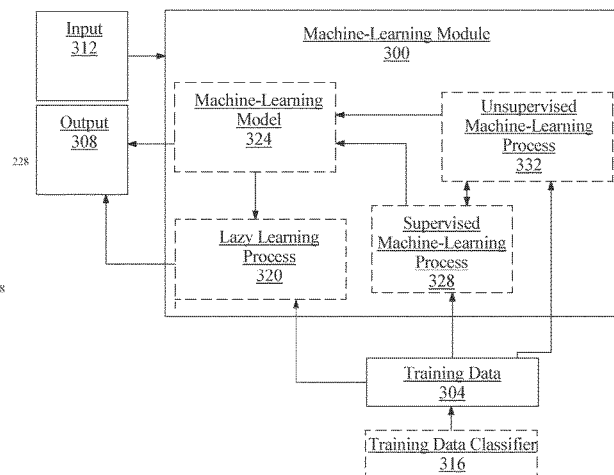 Input
312
Machine-Learning Module
300
Output
308
Machine-Learning
Model
324
Unsupervised
Machine-Learning
Process
332
228
Lazy Learning
Process
320
Supervised
Machine-Learning
Process
328
8
Training Data
304
Training Data Classifier
316